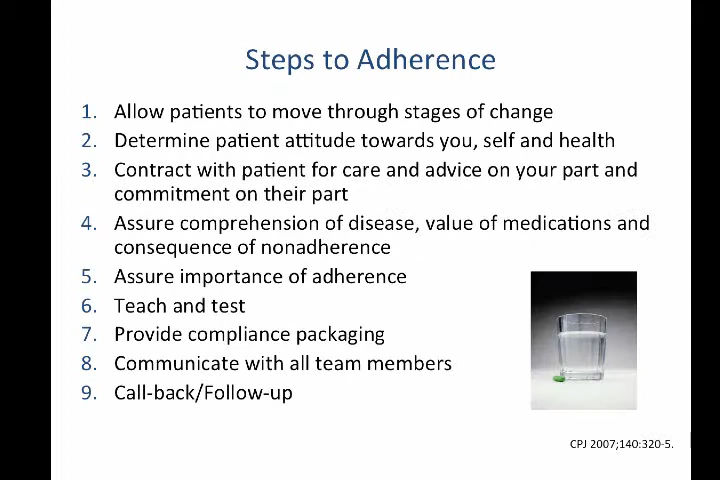 Steps to Adherence
1. Allow patients to move through stages of change
2. Determine patient attitude towards you, self and health
3. Contract with patient for care and advice on your part and
commitment on their part
4. Assure comprehension of disease, value of medications and
consequence of nonadherence
5. Assure importance of adherence
6. Teach and test
7. Provide compliance packaging
8. Communicate with all team members
9. Call-back/Follow-up
CPJ 2007;140:320-5.